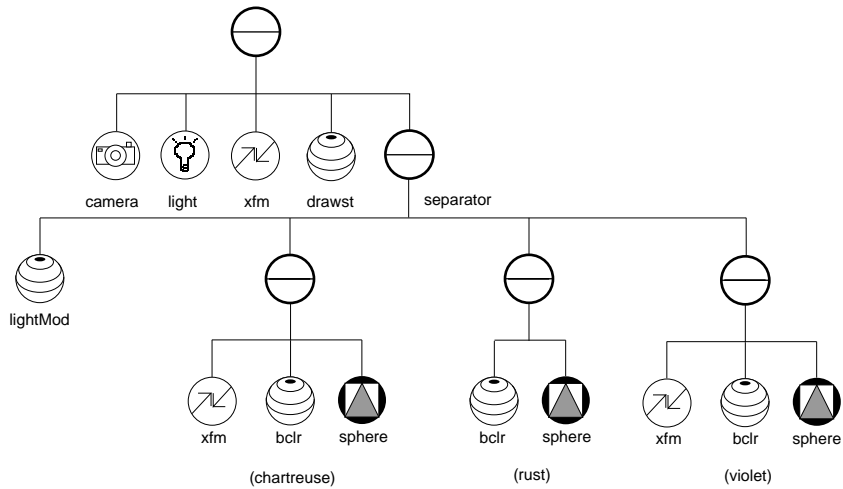 camera light xfm drawst separator
lightMod
xfm bclr sphere bclr sphere xfm bclr sphere
(chartreuse) (rust) (violet)